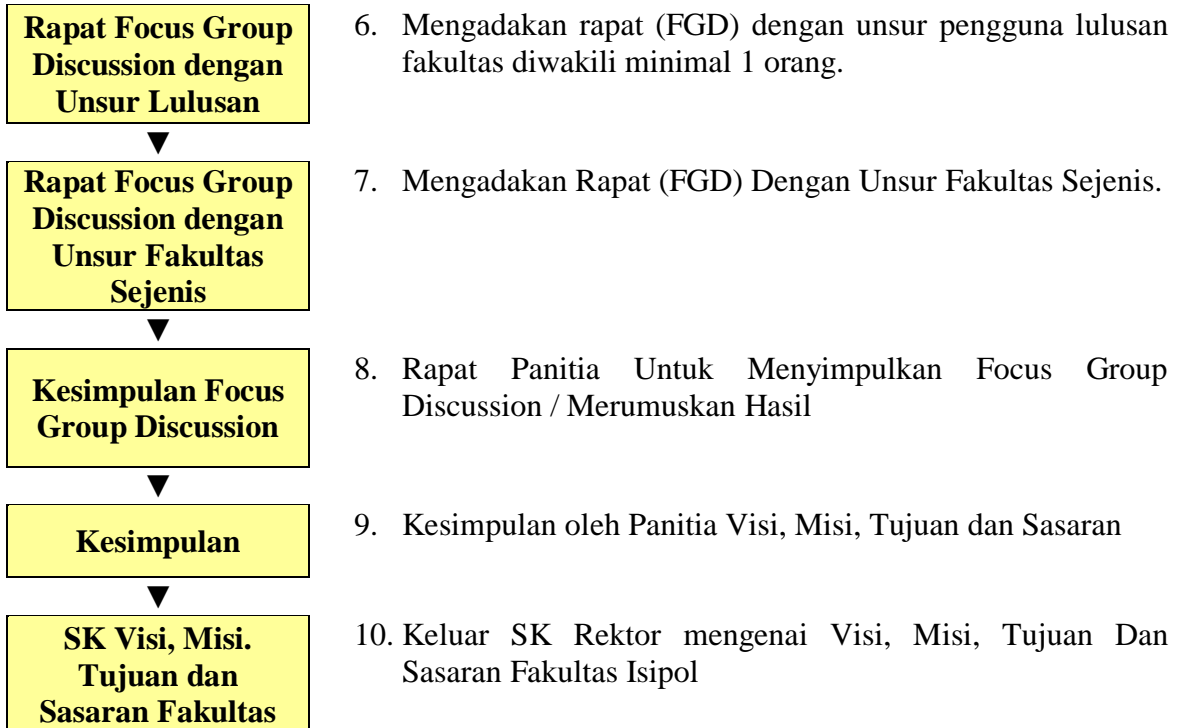 Rapat Focus Group
Discussion dengan
Unsur Lulusan
6. Mengadakan rapat (FGD) dengan unsur pengguna lulusan
fakultas diwakili minimal 1 orang.
Rapat Focus Group
Discussion dengan
Unsur Fakultas
Sejenis
7. Mengadakan Rapat (FGD) Dengan Unsur Fakultas Sejenis.
Kesimpulan Focus
Group Discussion
8. Rapat Panitia Untuk Menyimpulkan Focus Group
Discussion / Merumuskan Hasil
Kesimpulan
9. Kesimpulan oleh Panitia Visi, Misi, Tujuan dan Sasaran
SK Visi, Misi.
Tujuan dan
Sasaran Fakultas
10. Keluar SK Rektor mengenai Visi, Misi, Tujuan Dan
Sasaran Fakultas Isipol